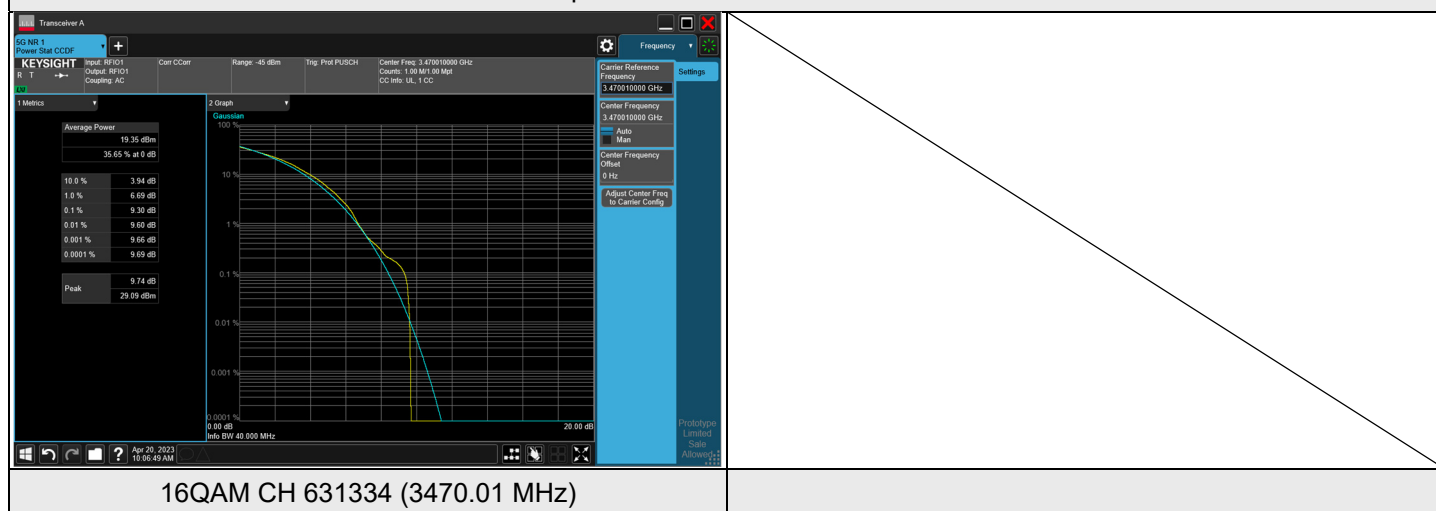 Transceiver A
5G NR 1
Power Stat CCDF
+
Frequency
KEYSIGHT
R T
LXI
Input: RFIO1
Output: RFIO1
Coupling: AC
Corr CCorr
Range: -45 dBm
Trig: Prot PUSCH
Center Freq: 3.470010000 GHz
Counts: 1.00 M/1.00 Mpt
CC Info: UL, 1 CC
Carrier Reference
Frequency
3.470010000 GHz
Settings
Center Frequency
3.470010000 GHz
Auto
Man
Center Frequency
Offset
0 Hz
Adjust Center Freq
to Carrier Config
1 Metrics
Average Power
19.35 dBm
35.65 % at 0 dB
10.0 % 3.94 dB
1.0 % 6.69 dB
0.1 % 9.30 dB
0.01 % 9.60 dB
0.001 % 9.66 dB
0.0001 % 9.69 dB
Peak
9.74 dB
29.09 dBm
2 Graph
Gaussian
100 %
10 %
1 %
0.1 %
0.01 %
0.001 %
0.0001 %
0.00 dB 20.00 dB
Info BW 40.000 MHz
Prototype
Limited
Sale
Allowed
?
Apr 20, 2023
10:06:49 AM
16QAM CH 631334 (3470.01 MHz)